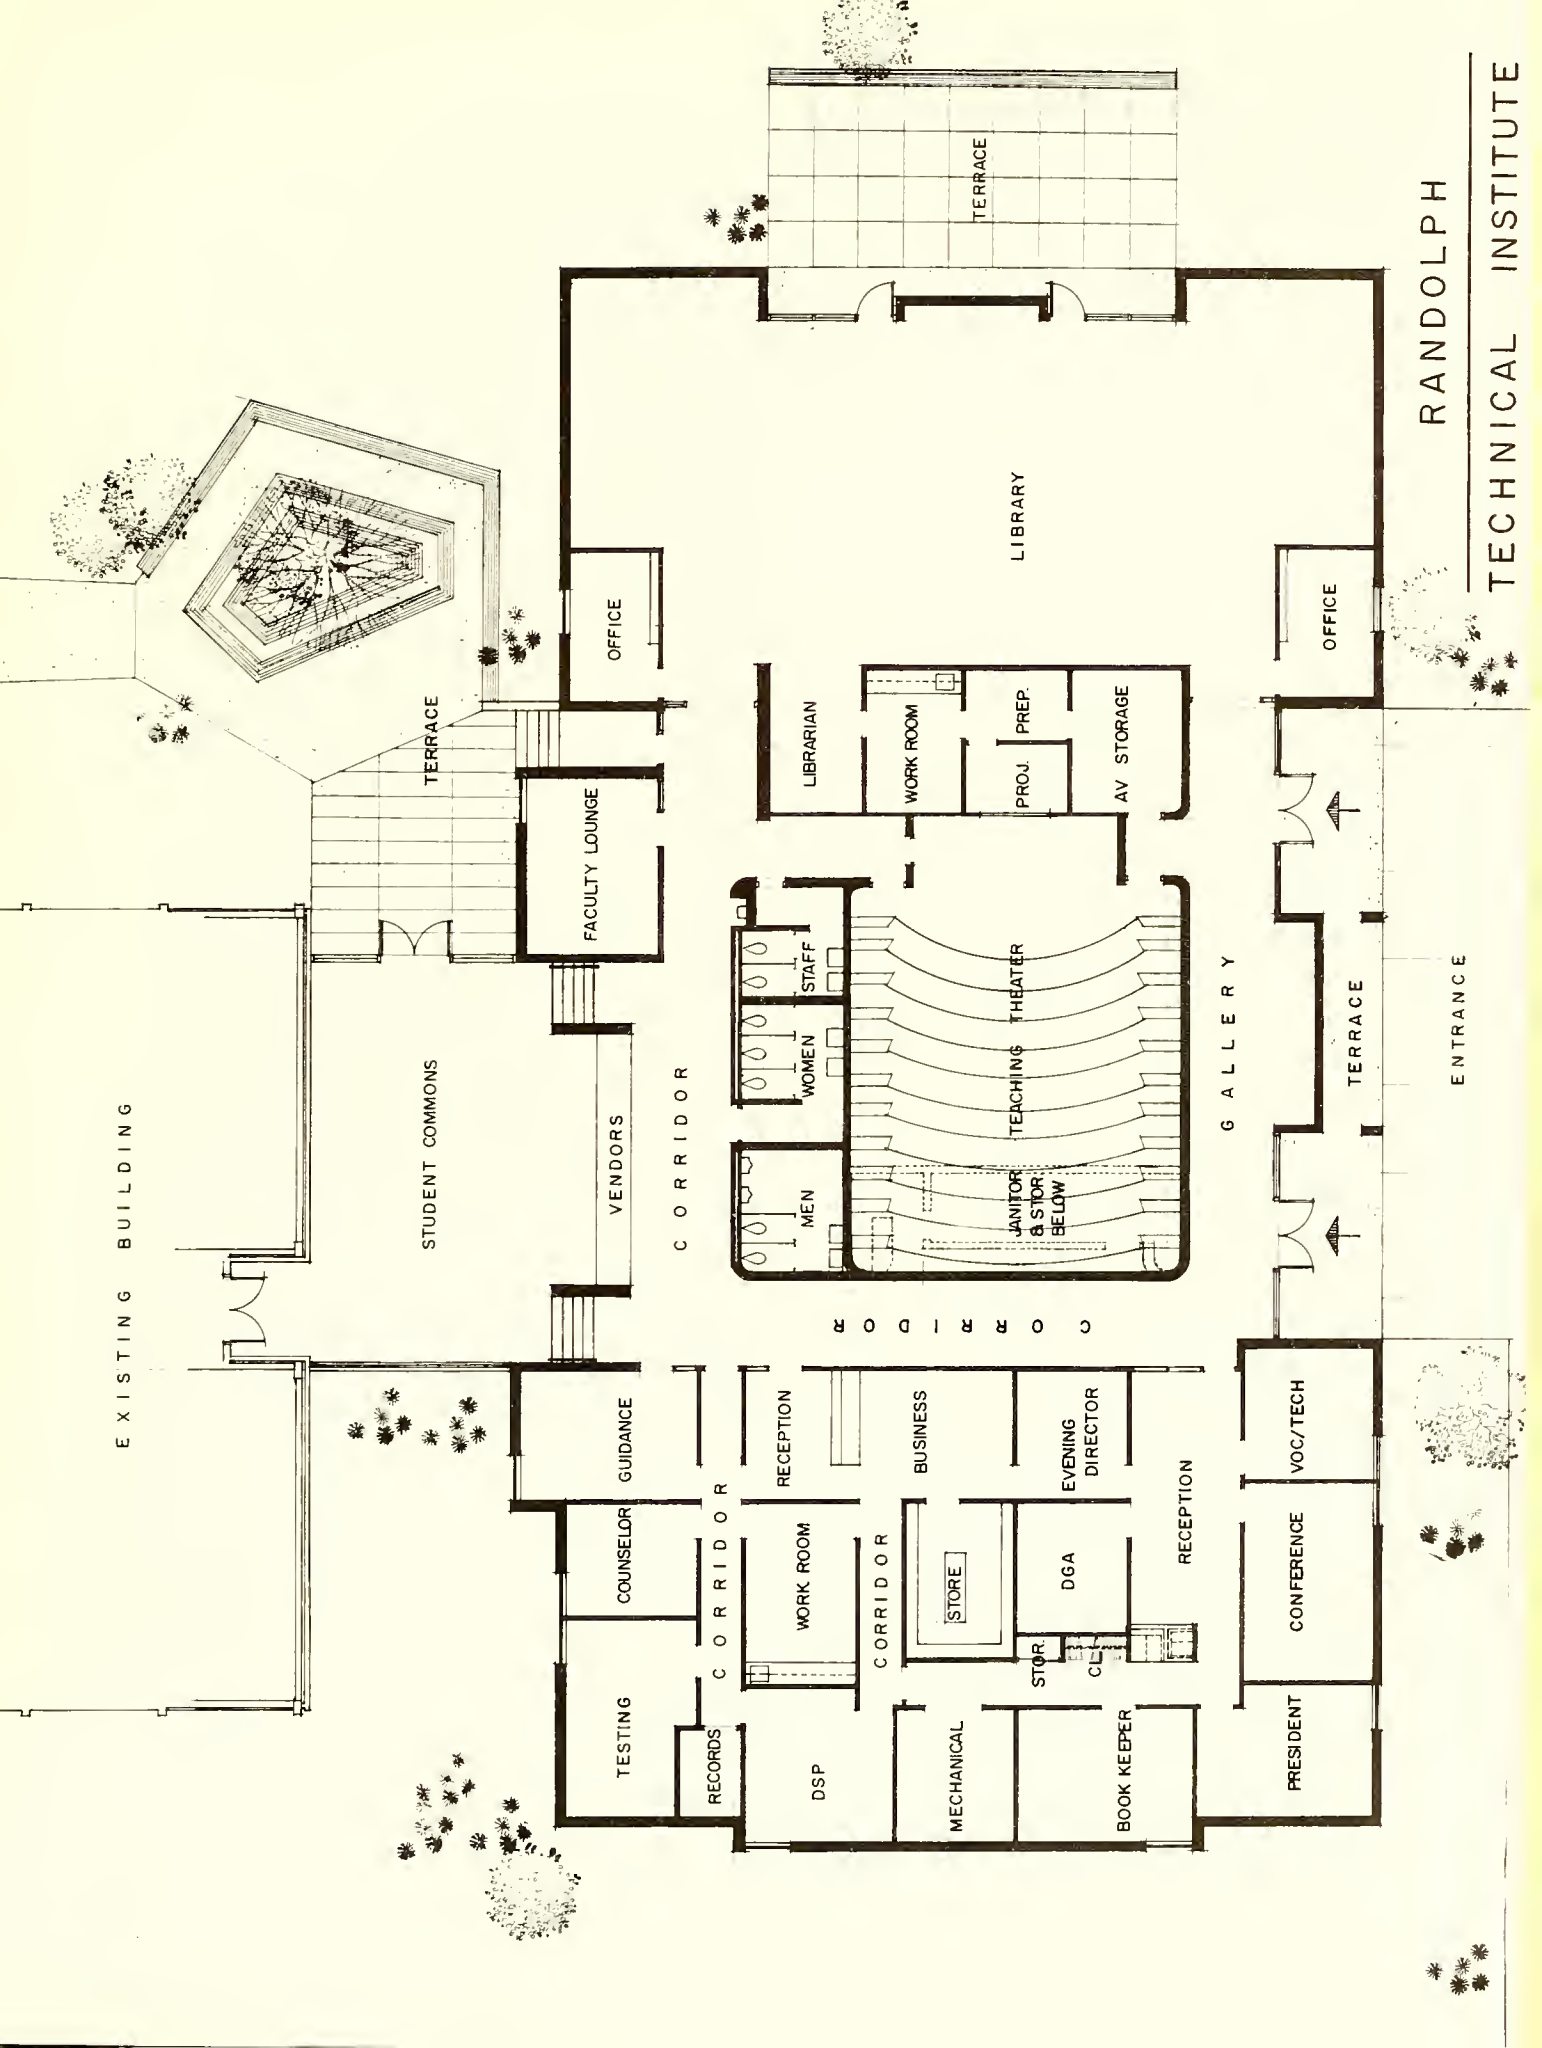 EXISTING BUILDING
TERRACE
STUDENT COMMONS
VENDORS
FACULTY LOUNGE
OFFICE
GUIDANCE
COUNSELOR
TESTING
CORRIDOR
CORRIDOR
RECORDS
RECEPTION
WORK ROOM
DSP
MEN
WOMEN
STAFF
LIBRARIAN
CORRIDOR
CORRIDOR
BUSINESS
STORE
MECHANICAL
WORK ROOM
TERRACE
LIBRARY
PROJ.
PREP.
TEACHING THEATER
JANITOR
& STOR.
BELOW
EVENING
DIRECTOR
DGA
STOR.
CL
BOOK KEEPER
AV STORAGE
RECEPTION
GALLERY
VOC/TECH
CONFERENCE
PRESIDENT
OFFICE
TERRACE
ENTRANCE
RANDOLPH
TECHNICAL INSTITUTE